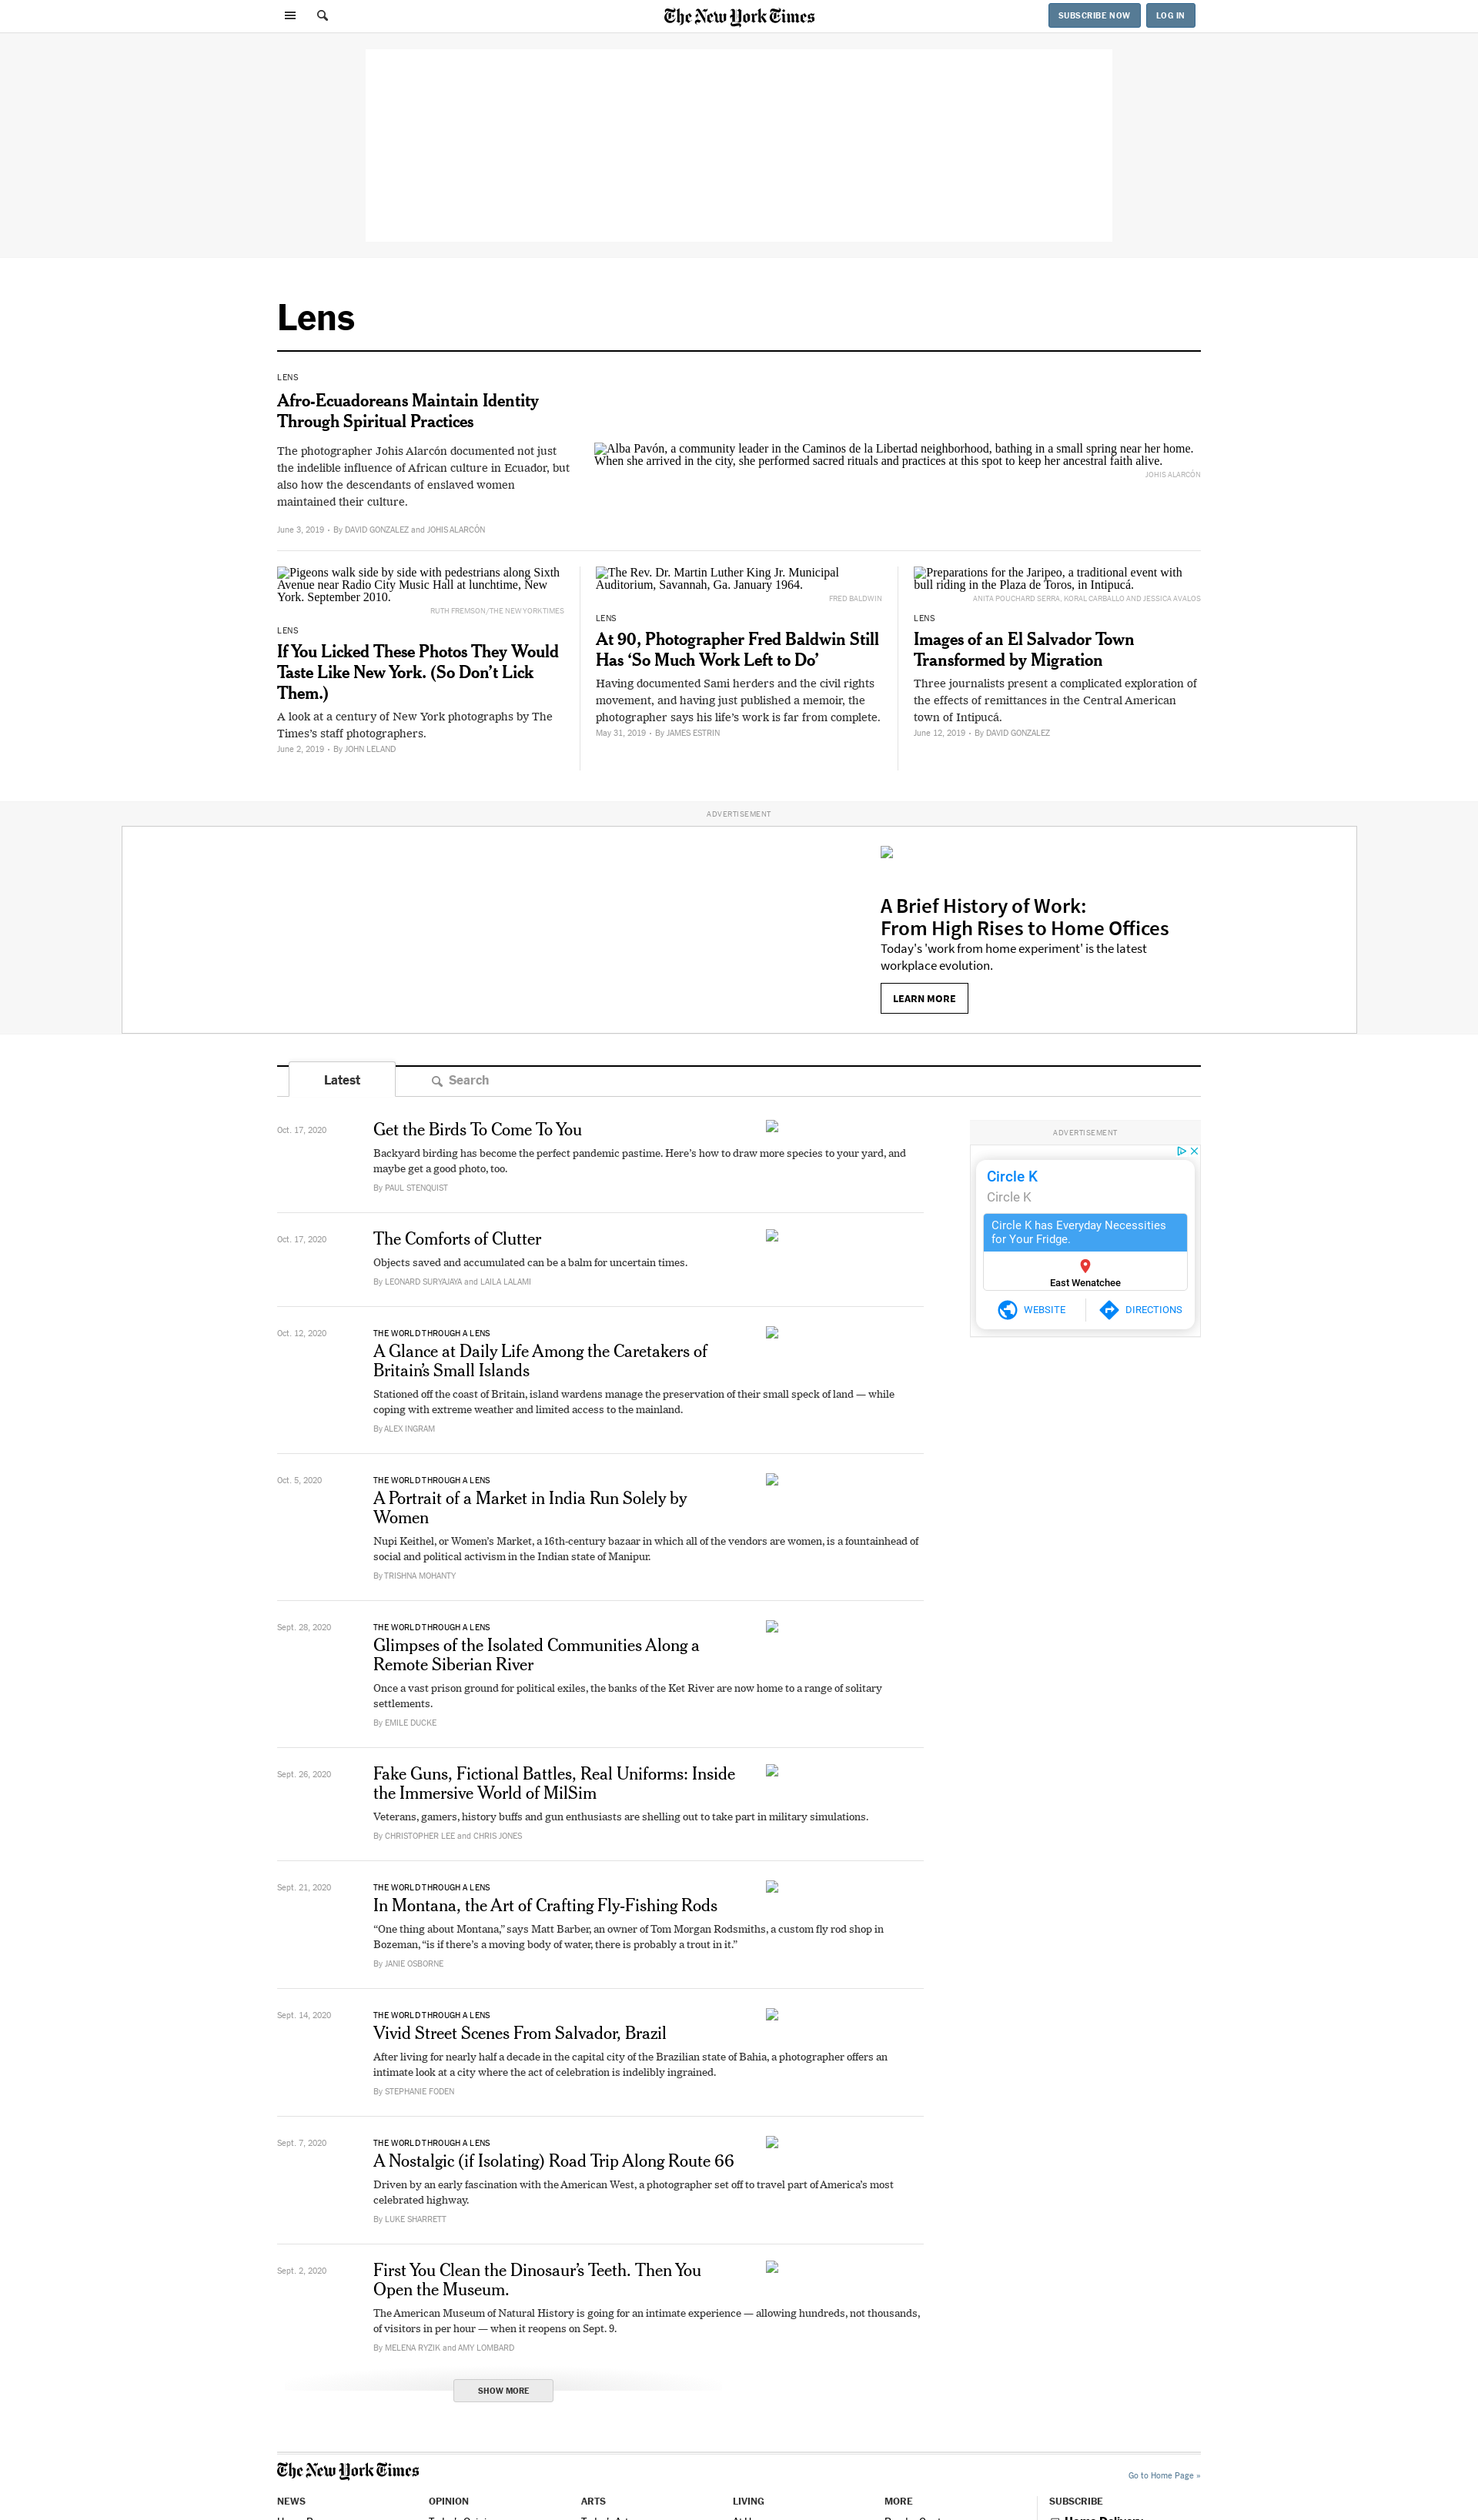 The New York Times
SUBSCRIBE NOW
LOG IN
Lens
LENS
Afro-Ecuadoreans Maintain Identity
Through Spiritual Practices
The photographer Johis Alarcón documented not just
the indelible influence of African culture in Ecuador, but
also how the descendants of enslaved women
maintained their culture.
June 3, 2019 • By DAVID GONZALEZ and JOHIS ALARCÓN
Alba Pavón, a community leader in the Caminos de la Libertad neighborhood, bathing in a small spring near her home.
When she arrived in the city, she performed sacred rituals and practices at this spot to keep her ancestral faith alive.
JOHIS ALARCÓN
Pigeons walk side by side with pedestrians along Sixth
Avenue near Radio City Music Hall at lunchtime, New
York. September 2010.
RUTH FREMSON/THE NEW YORK TIMES
LENS
If You Licked These Photos They Would
Taste Like New York. (So Don’t Lick
Them.)
A look at a century of New York photographs by The
Times’s staff photographers.
June 2, 2019 • By JOHN LELAND
The Rev. Dr. Martin Luther King Jr. Municipal
Auditorium, Savannah, Ga. January 1964.
FRED BALDWIN
LENS
At 90, Photographer Fred Baldwin Still
Has ‘So Much Work Left to Do’
Having documented Sami herders and the civil rights
movement, and having just published a memoir, the
photographer says his life’s work is far from complete.
May 31, 2019 • By JAMES ESTRIN
Preparations for the Jaripeo, a traditional event with
bull riding in the Plaza de Toros, in Intipucá.
ANITA POUCHARD SERRA, KORAL CARBALLO AND JESSICA AVALOS
LENS
Images of an El Salvador Town
Transformed by Migration
Three journalists present a complicated exploration of
the effects of remittances in the Central American
town of Intipucá.
June 12, 2019 • By DAVID GONZALEZ
ADVERTISEMENT
A Brief History of Work:
From High Rises to Home Offices
Today's 'work from home experiment' is the latest
workplace evolution.
LEARN MORE
Latest
Search
Oct. 17, 2020
Get the Birds To Come To You
Backyard birding has become the perfect pandemic pastime. Here’s how to draw more species to your yard, and
maybe get a good photo, too.
By PAUL STENQUIST
Oct. 17, 2020
The Comforts of Clutter
Objects saved and accumulated can be a balm for uncertain times.
By LEONARD SURYAJAYA and LAILA LALAMI
Oct. 12, 2020
THE WORLD THROUGH A LENS
A Glance at Daily Life Among the Caretakers of
Britain’s Small Islands
Stationed off the coast of Britain, island wardens manage the preservation of their small speck of land — while
coping with extreme weather and limited access to the mainland.
By ALEX INGRAM
Oct. 5, 2020
THE WORLD THROUGH A LENS
A Portrait of a Market in India Run Solely by
Women
Nupi Keithel, or Women’s Market, a 16th-century bazaar in which all of the vendors are women, is a fountainhead of
social and political activism in the Indian state of Manipur.
By TRISHNA MOHANTY
Sept. 28, 2020
THE WORLD THROUGH A LENS
Glimpses of the Isolated Communities Along a
Remote Siberian River
Once a vast prison ground for political exiles, the banks of the Ket River are now home to a range of solitary
settlements.
By EMILE DUCKE
Sept. 26, 2020
Fake Guns, Fictional Battles, Real Uniforms: Inside
the Immersive World of MilSim
Veterans, gamers, history buffs and gun enthusiasts are shelling out to take part in military simulations.
By CHRISTOPHER LEE and CHRIS JONES
Sept. 21, 2020
THE WORLD THROUGH A LENS
In Montana, the Art of Crafting Fly-Fishing Rods
“One thing about Montana,” says Matt Barber, an owner of Tom Morgan Rodsmiths, a custom fly rod shop in
Bozeman, “is if there’s a moving body of water, there is probably a trout in it.”
By JANIE OSBORNE
Sept. 14, 2020
THE WORLD THROUGH A LENS
Vivid Street Scenes From Salvador, Brazil
After living for nearly half a decade in the capital city of the Brazilian state of Bahia, a photographer offers an
intimate look at a city where the act of celebration is indelibly ingrained.
By STEPHANIE FODEN
Sept. 7, 2020
THE WORLD THROUGH A LENS
A Nostalgic (if Isolating) Road Trip Along Route 66
Driven by an early fascination with the American West, a photographer set off to travel part of America’s most
celebrated highway.
By LUKE SHARRETT
Sept. 2, 2020
First You Clean the Dinosaur’s Teeth. Then You
Open the Museum.
The American Museum of Natural History is going for an intimate experience — allowing hundreds, not thousands,
of visitors in per hour — when it reopens on Sept. 9.
By MELENA RYZIK and AMY LOMBARD
SHOW MORE
ADVERTISEMENT
Circle K
Circle K
Circle K has Everyday Necessities
for Your Fridge.
East Wenatchee
WEBSITE
DIRECTIONS
The New York Times
Go to Home Page »
NEWS
OPINION
ARTS
LIVING
MORE
SUBSCRIBE